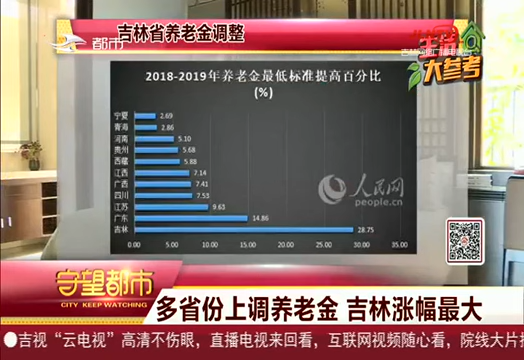 吉林省养老金调整
都市
生活
大参考
2018-2019年养老金最低标准提高百分比
(%)
宁夏 2.69
青海 2.86
河南 5.10
贵州 5.68
西藏 5.88
江西 7.14
广西 7.41
四川 7.53
江苏 9.63
广东 14.86
吉林 28.75
0.00 5.00 10.00 15.00 20.00 25.00 30.00 35.00
人民网
people.cn
守望都市
CITY KEEP WATCHING
多省份上调养老金 吉林涨幅最大
吉视“云电视”高清不伤眼，直播电视来回看，互联网视频随心看，院线大片